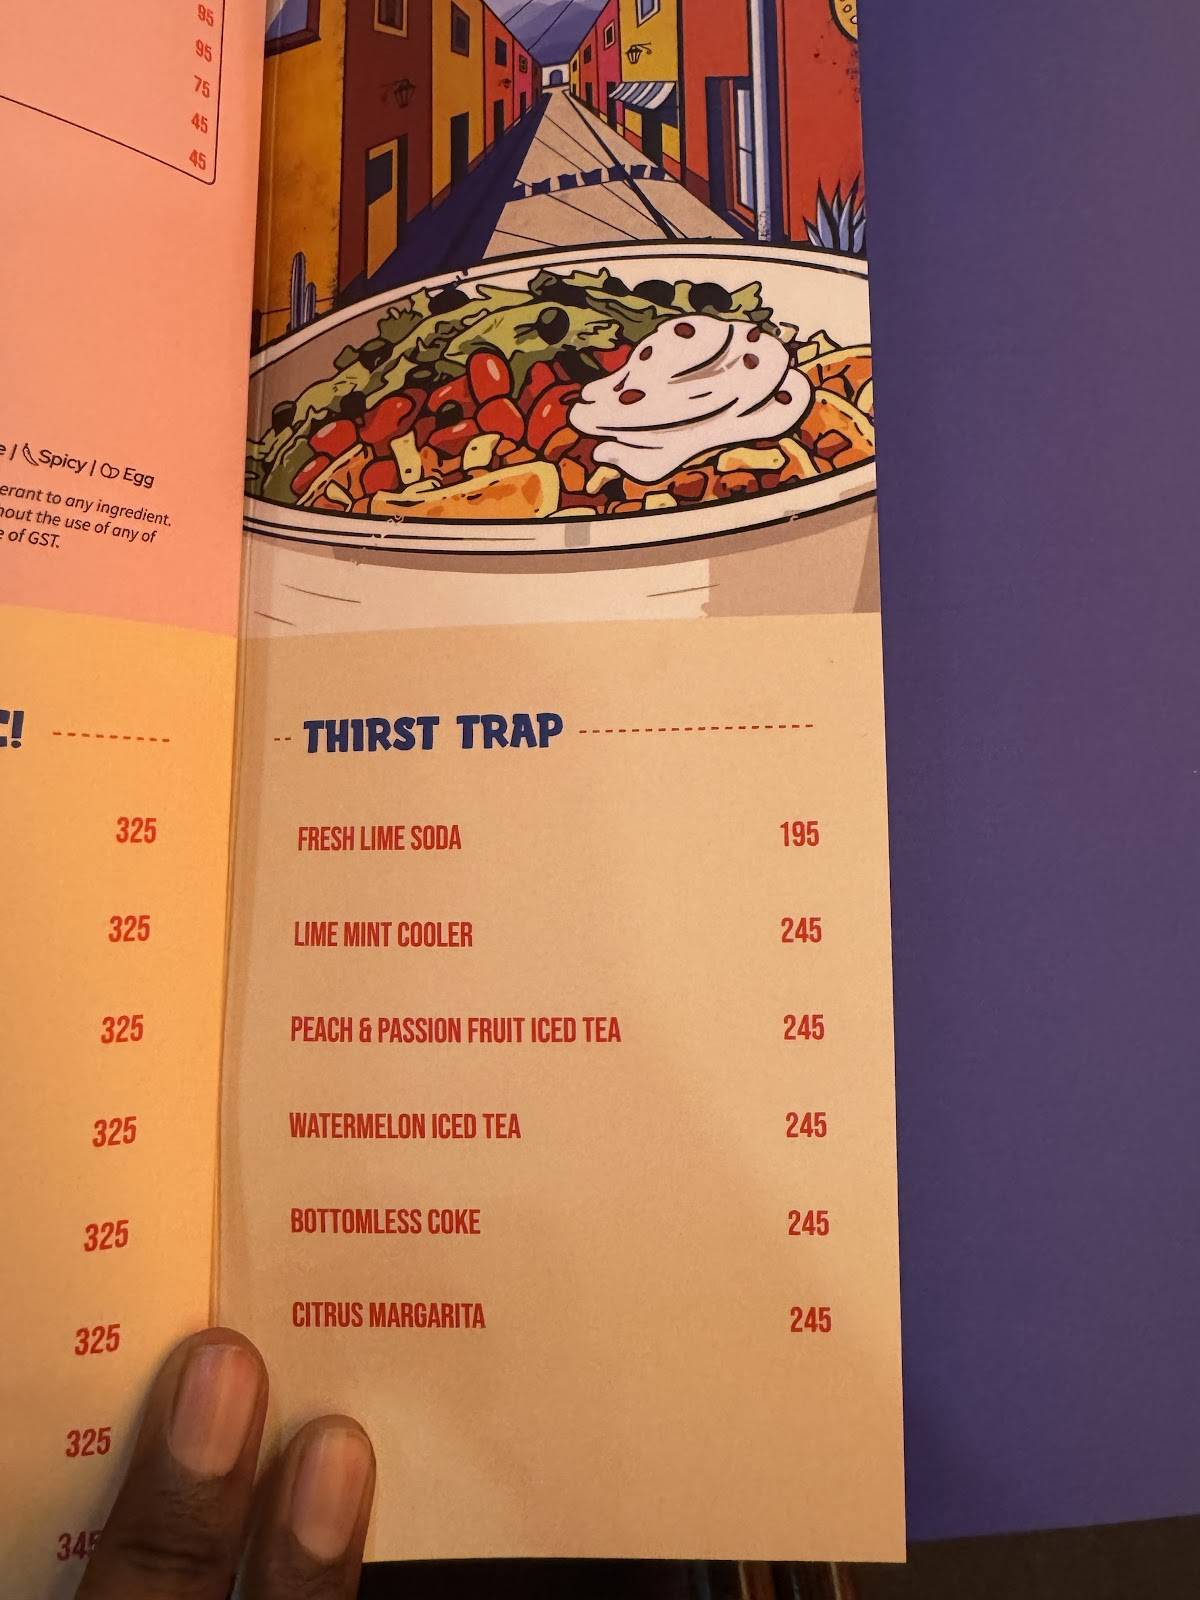 95
95
75
45
45
Spicy | Egg
erant to any ingredient.
hout the use of any of
of GST.
C!
325
325
325
325
325
325
325
345
THIRST TRAP
FRESH LIME SODA 195
LIME MINT COOLER 245
PEACH & PASSION FRUIT ICED TEA 245
WATERMELON ICED TEA 245
BOTTOMLESS COKE 245
CITRUS MARGARITA 245